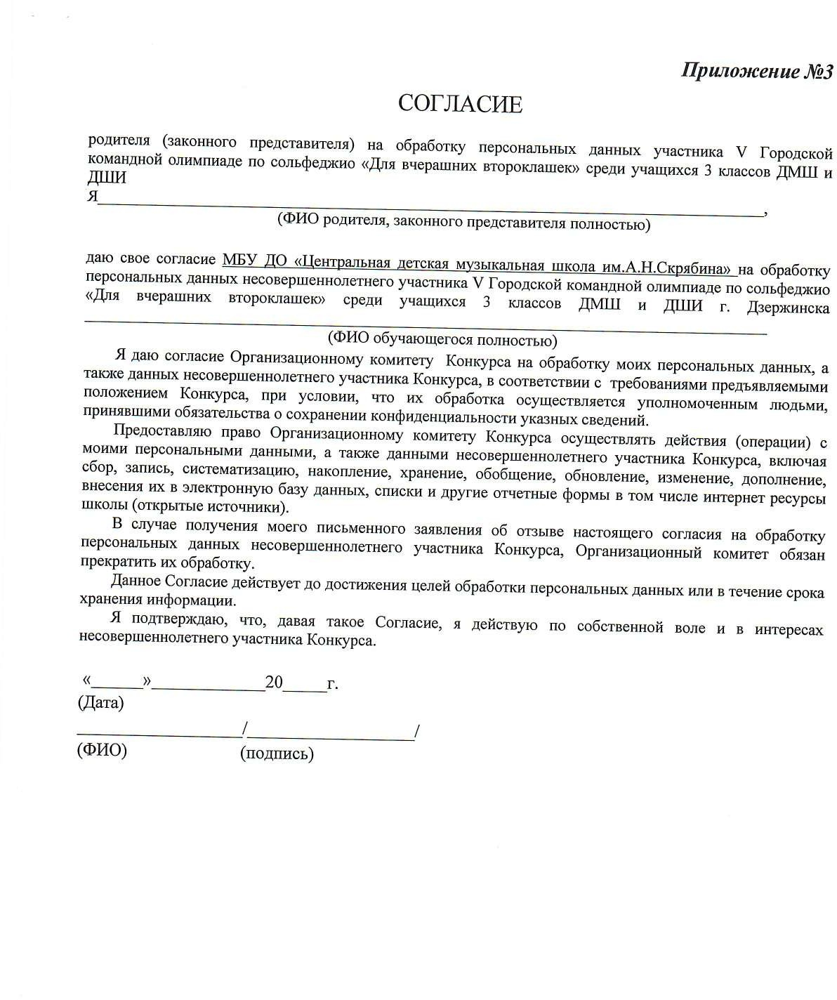 Приложение №3
СОГЛАСИЕ
родителя (законного представителя) на обработку персональных данных участника V Городской
командной олимпиаде по сольфеджио «Для вчерашних второклашек» среди учащихся 3 классов ДМШ и
ДШИ
Я________________________________________,
(ФИО родителя, законного представителя полностью)
даю свое согласие МБУ ДО «Центральная детская музыкальная школа им.А.Н.Скрябина» на обработку
персональных данных несовершеннолетнего участника V Городской командной олимпиаде по сольфеджио
«Для вчерашних второклашек» среди учащихся 3 классов ДМШ и ДШИ г. Дзержинска
________________________________________
(ФИО обучающегося полностью)
Я даю согласие Организационному комитету Конкурса на обработку моих персональных данных, а
также данных несовершеннолетнего участника Конкурса, в соответствии с требованиями предъявляемыми
положением Конкурса, при условии, что их обработка осуществляется уполномоченным людьми,
принявшими обязательства о сохранении конфиденциальности указных сведений.
Предоставляю право Организационному комитету Конкурса осуществлять действия (операции) с
моими персональными данными, а также данными несовершеннолетнего участника Конкурса, включая
сбор, запись, систематизацию, накопление, хранение, обобщение, обновление, изменение, дополнение,
внесения их в электронную базу данных, списки и другие отчетные формы в том числе интернет ресурсы
школы (открытые источники).
В случае получения моего письменного заявления об отзыве настоящего согласия на обработку
персональных данных несовершеннолетнего участника Конкурса, Организационный комитет обязан
прекратить их обработку.
Данное Согласие действует до достижения целей обработки персональных данных или в течение срока
хранения информации.
Я подтверждаю, что, давая такое Согласие, я действую по собственной воле и в интересах
несовершеннолетнего участника Конкурса.
«______»_____________20_____г.
(Дата)
___________________/___________________/
(ФИО) (подпись)